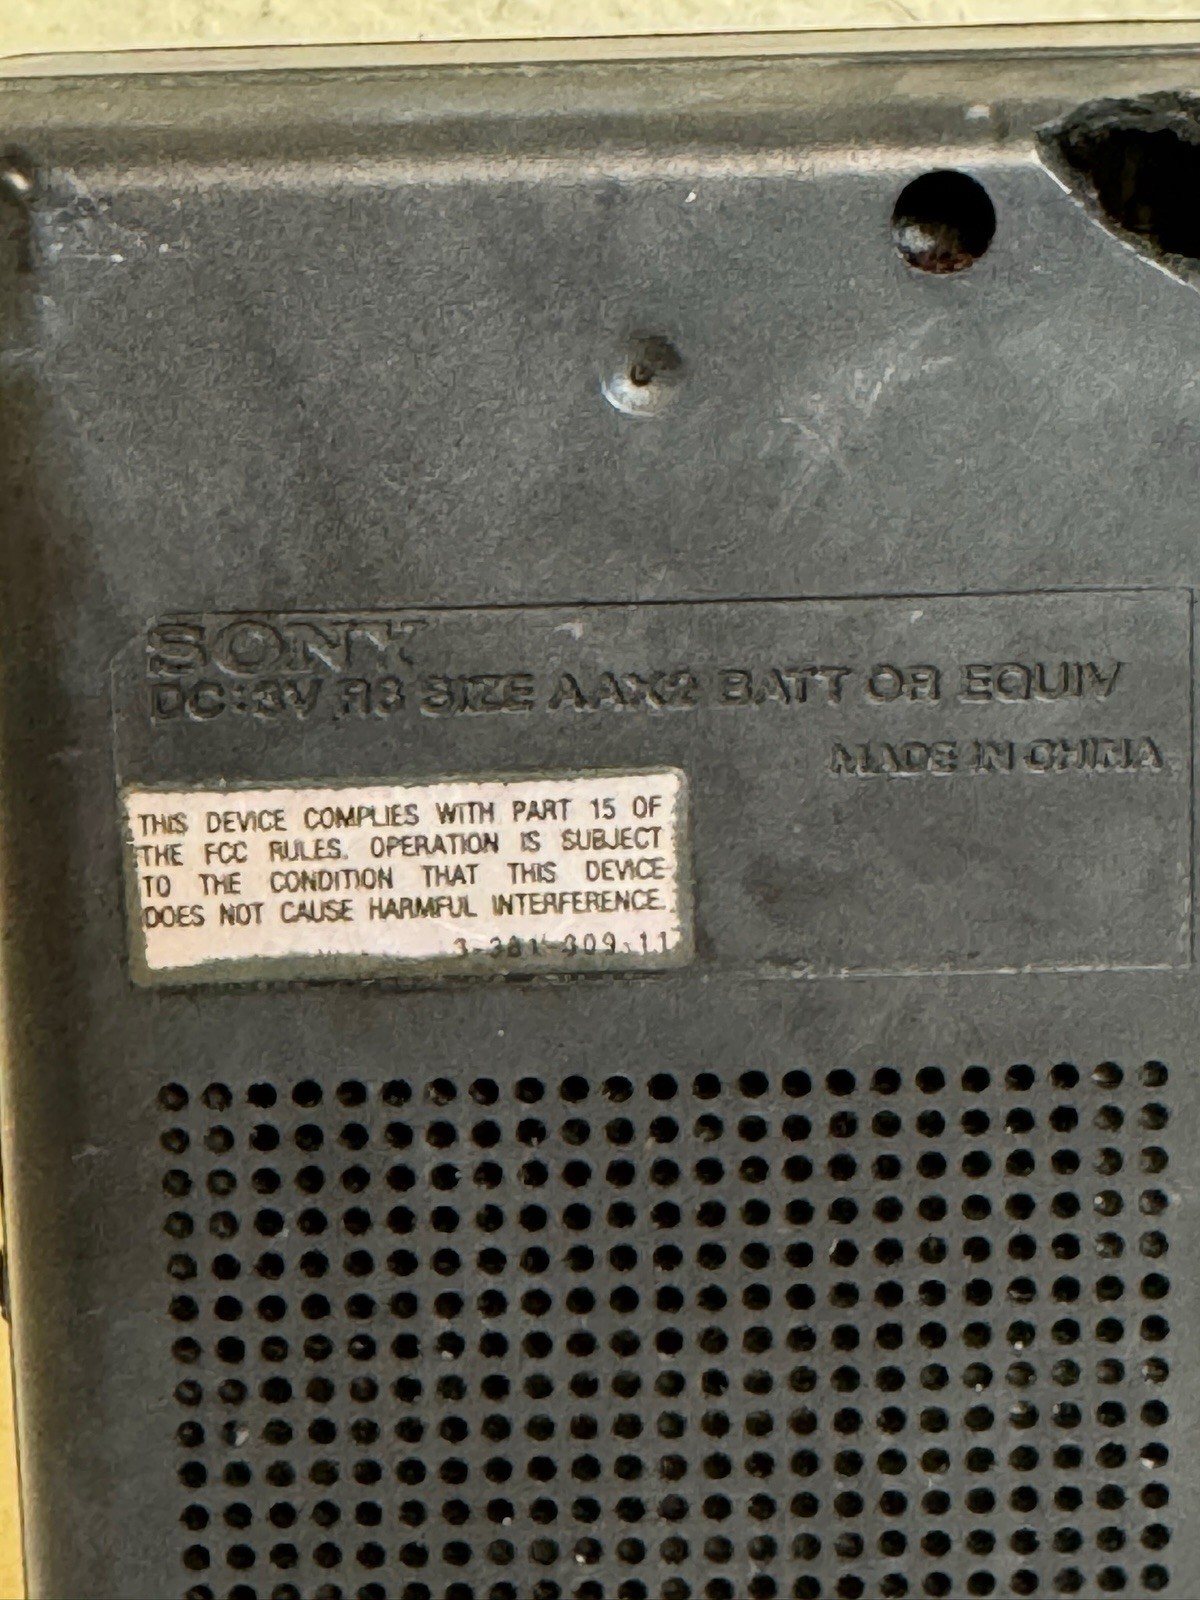 SONY
DC:3V R6 SIZE AAX2 BATT OR EQUIV
MADE IN CHINA
THIS DEVICE COMPLIES WITH PART 15 OF
THE FCC RULES. OPERATION IS SUBJECT
TO THE CONDITION THAT THIS DEVICE
DOES NOT CAUSE HARMFUL INTERFERENCE.